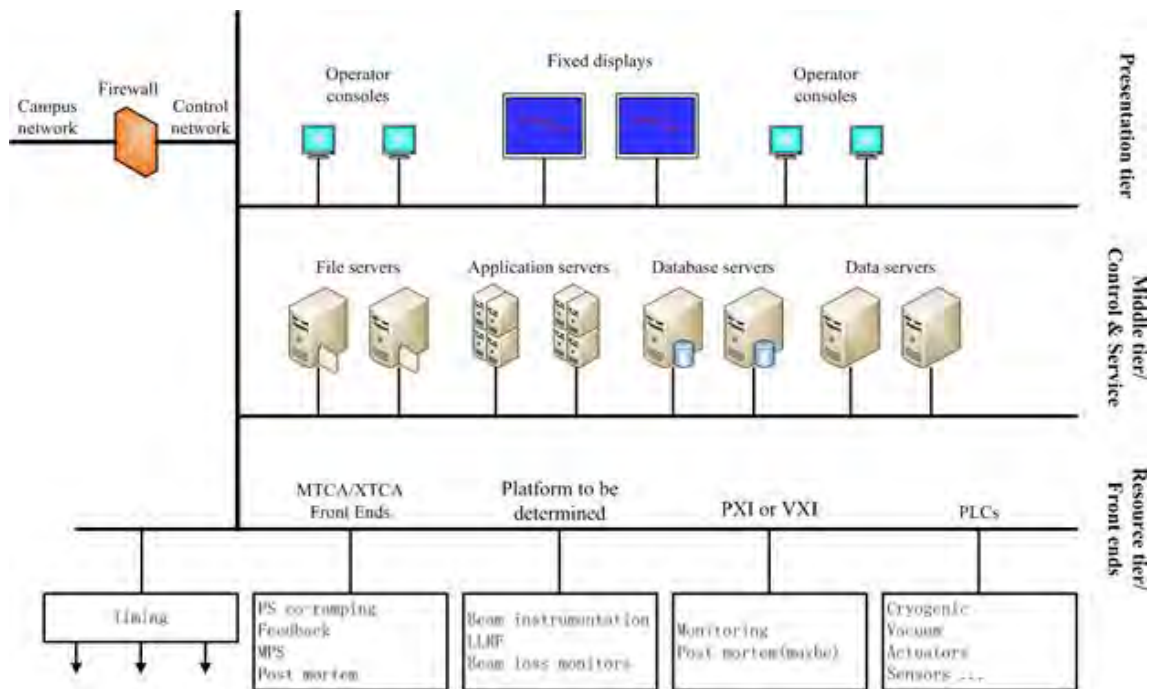 Firewall
Campus
network
Control
network
Operator
consoles
Fixed displays
Operator
consoles
Presentation tier
File servers
Application servers
Database servers
Data servers
Middle tier/
Control & Service
MTCA/XTCA
Front Ends
Platform to be
determined
PXI or VXI
PLCs
Resource tier/
Front ends
Timing
PS co-ramping
Feedback
MPS
Post mortem
Beam instrumentation
LLRF
Beam loss monitors
Monitoring
Post mortem(maybe)
Cryogenic
Vacuum
Actuators
Sensors ...